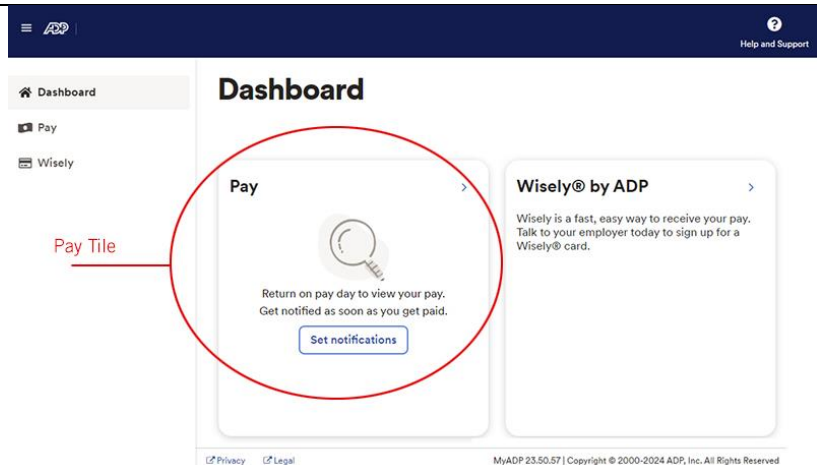 ADP
Help and Support
Dashboard
Pay
Wisely
Dashboard
Pay
Return on pay day to view your pay.
Get notified as soon as you get paid.
Set notifications
Wisely® by ADP
Wisely is a fast, easy way to receive your pay.
Talk to your employer today to sign up for a
Wisely® card.
Pay Tile
Privacy Legal MyADP 23.50.57 | Copyright © 2000-2024 ADP, Inc. All Rights Reserved